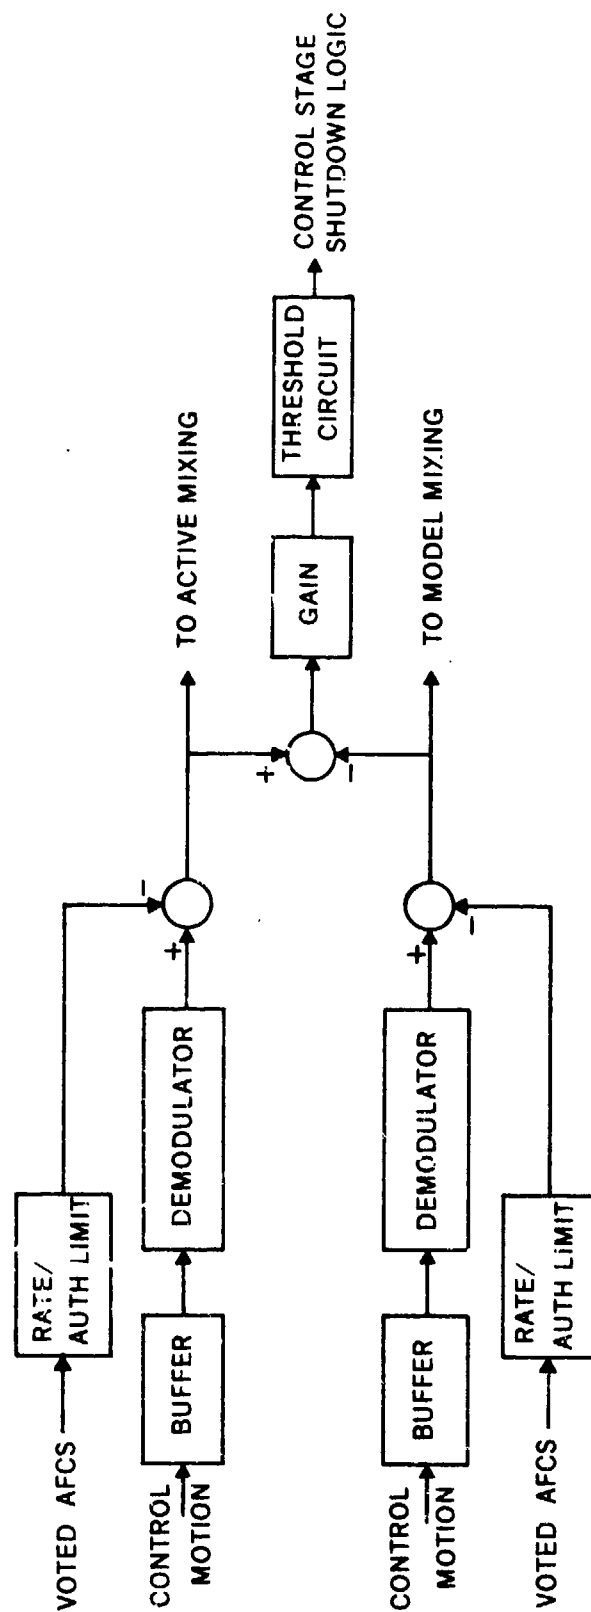 VOTED AFCS
RATE/
AUTH LIMIT
-
CONTROL
MOTION
BUFFER
DEMODULATOR
+
TO ACTIVE MIXING
+
-
GAIN
THRESHOLD
CIRCUIT
CONTROL STAGE
SHUTDOWN LOGIC
CONTROL
MOTION
BUFFER
DEMODULATOR
+
-
TO MODEL MIXING
VOTED AFCS
RATE/
AUTH LIMIT